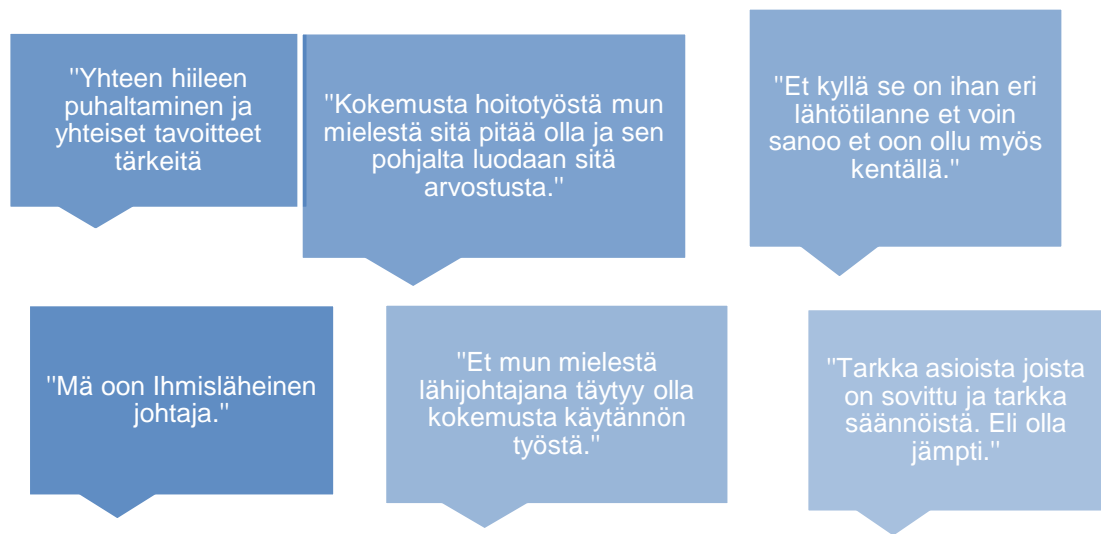 "Yhteen hiileen
puhaltaminen ja
yhteiset tavoitteet
tärkeitä
"Kokemusta hoitotyöstä mun
mielestä sitä pitää olla ja sen
pohjalta luodaan sitä
arvostusta."
"Et kyllä se on ihan eri
lähtötilanne et voin
sanoo et oon ollu myös
kentällä."
"Mä oon Ihmisläheinen
johtaja."
"Et mun mielestä
lähijohtajana täytyy olla
kokemusta käytännön
työstä."
"Tarkka asioista joista
on sovittu ja tarkka
säännöistä. Eli olla
jämpti."